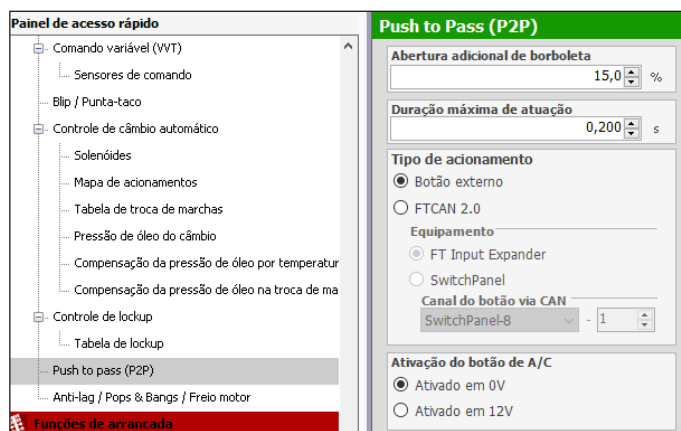 Painel de acesso rápido
Comando variável (VVT)
Sensores de comando
Blip / Punta-taco
Controle de câmbio automático
Solenóides
Mapa de acionamentos
Tabela de troca de marchas
Pressão de óleo do câmbio
Compensação da pressão de óleo por temperatur
Compensação da pressão de óleo na troca de ma
Controle de lockup
Tabela de lockup
Push to pass (P2P)
Anti-lag / Pops & Bangs / Freio motor
Funções de arrancada
Push to Pass (P2P)
Abertura adicional de borboleta
15,0 %
Duração máxima de atuação
0,200 s
Tipo de acionamento
Botão externo
FTCAN 2.0
Equipamento
FT Input Expander
SwitchPanel
Canal do botão via CAN
SwitchPanel-8 - 1
Ativação do botão de A/C
Ativado em 0V
Ativado em 12V